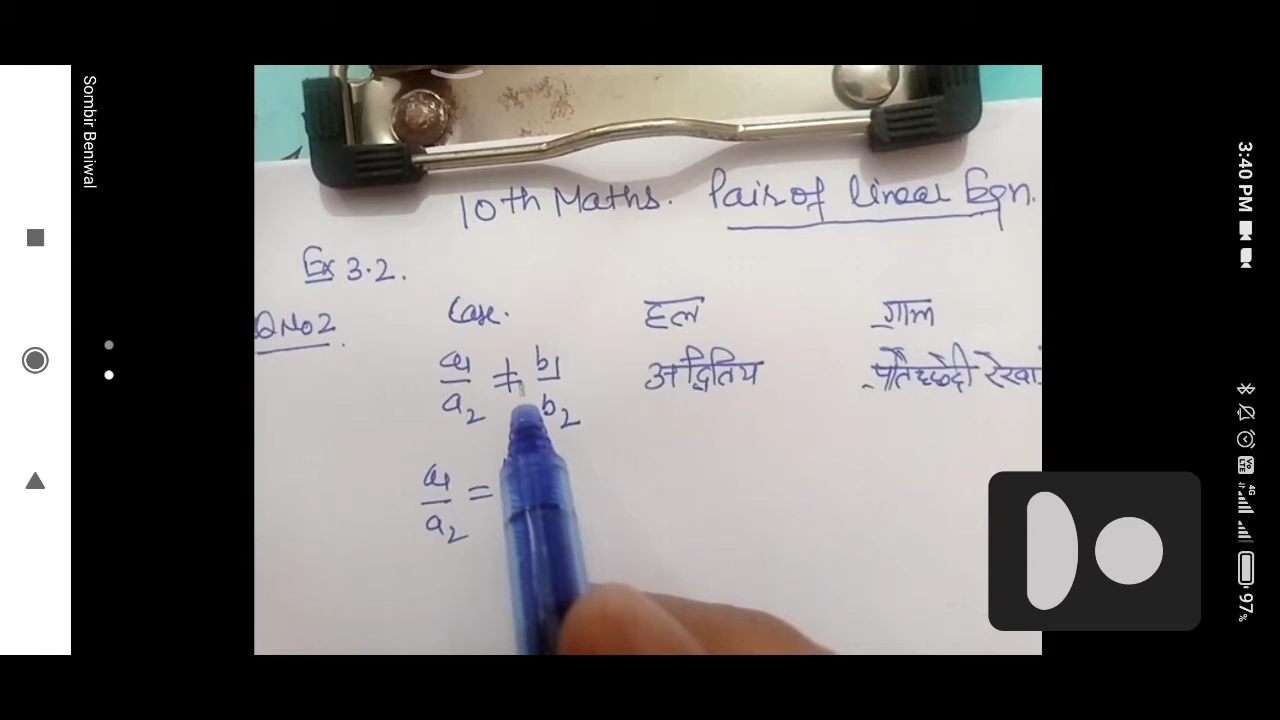 Sombir Beniwal
3:40 PM
4G
97%
10th Maths. Pair of linear Eqn.
Ex 3.2.
QNo2. Case. हल ग्राफ
a1/a2 ≠ b1/b2 अद्वितिय प्रतिच्छेदी रेखा
a1/a2 =